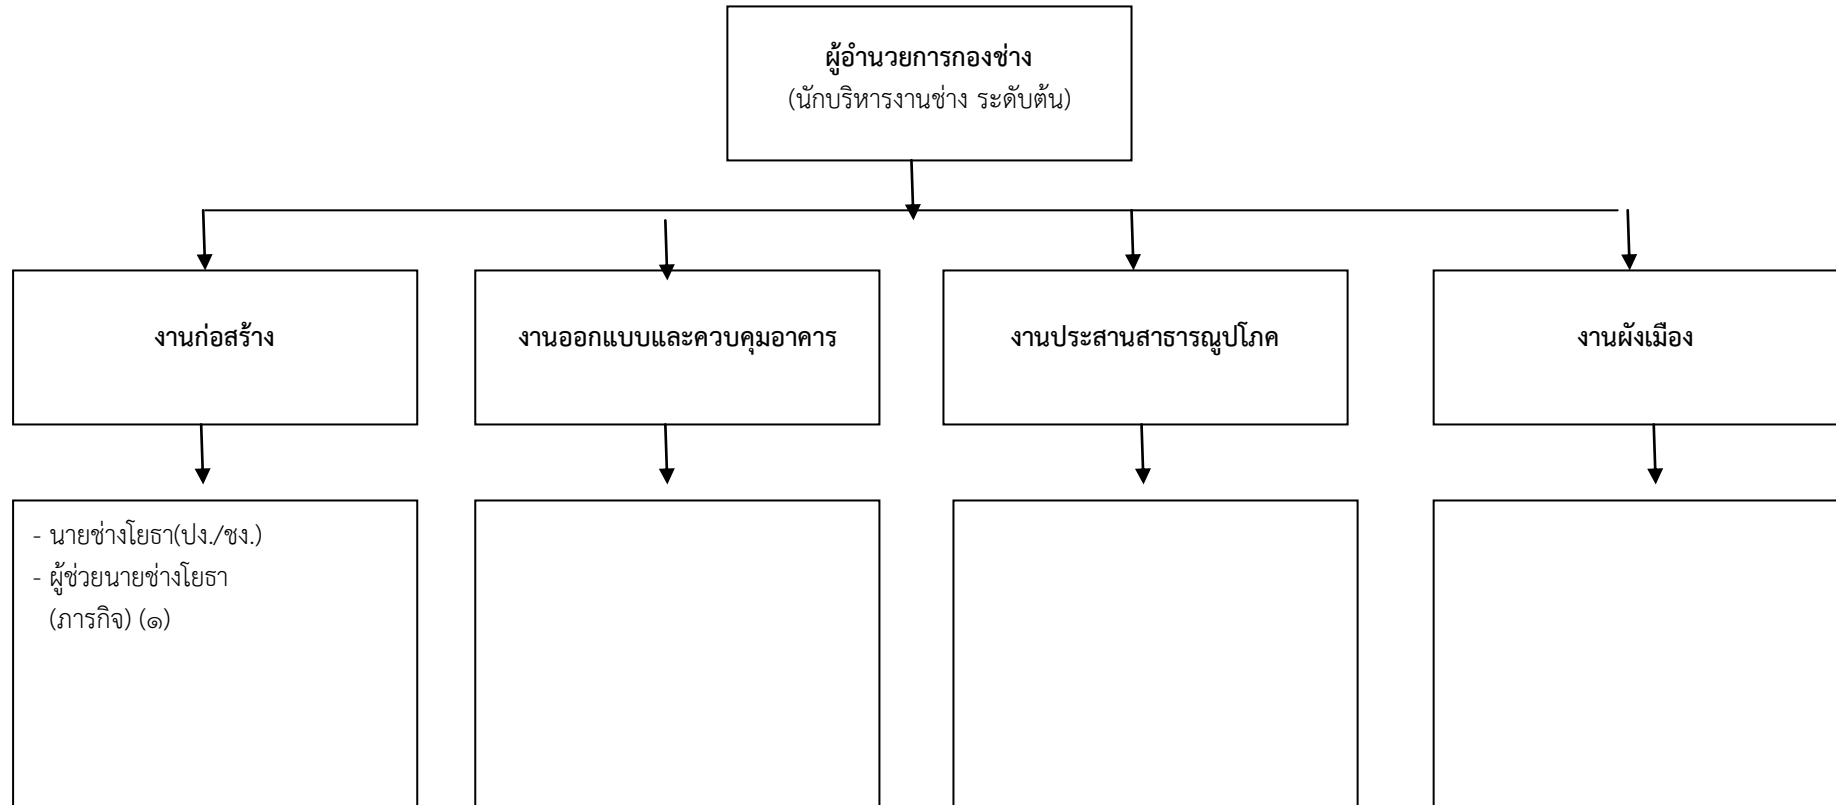 ผู้อำนวยการกองช่าง
(นักบริหารงานช่าง ระดับต้น)
งานก่อสร้าง
งานออกแบบและควบคุมอาคาร
งานประสานสาธารณูปโภค
งานผังเมือง
- นายช่างโยธา(ปง./ชง.)
- ผู้ช่วยนายช่างโยธา
(ภารกิจ) (๑)